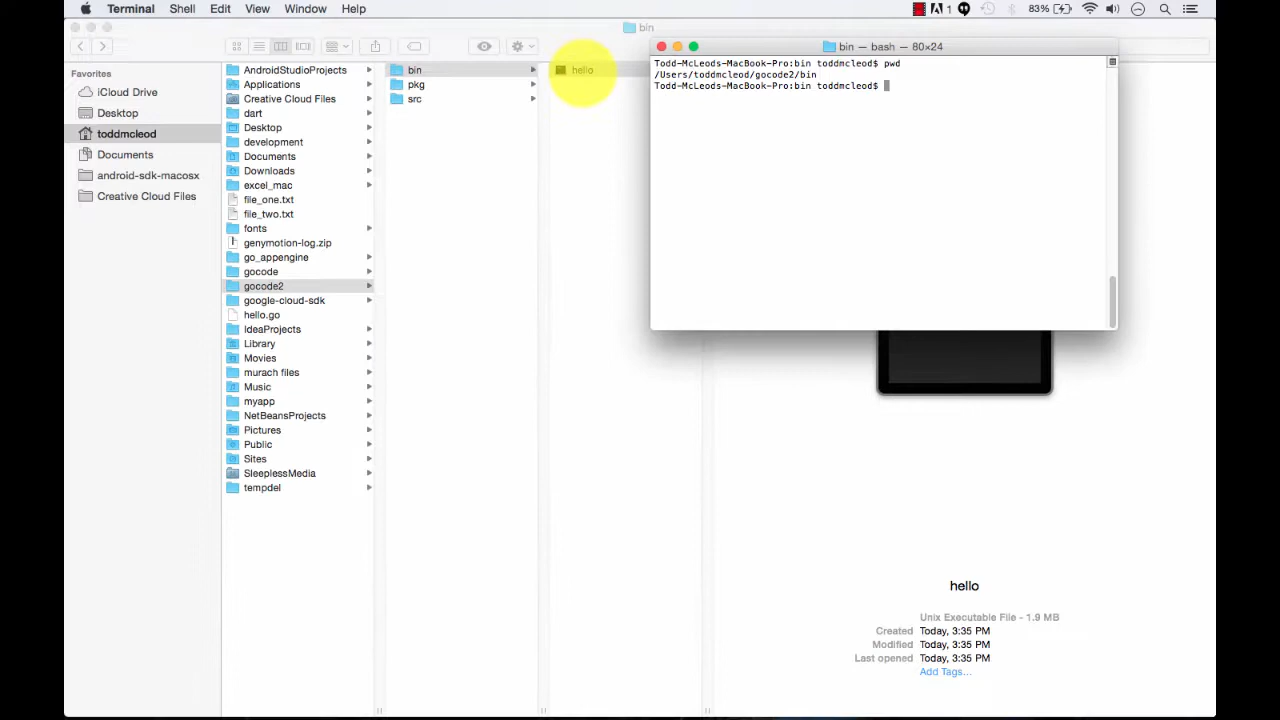 Terminal Shell Edit View Window Help
1 83%
bin
Favorites
iCloud Drive
Desktop
toddmcleod
Documents
android-sdk-macosx
Creative Cloud Files
AndroidStudioProjects
Applications
Creative Cloud Files
dart
Desktop
development
Documents
Downloads
excel_mac
file_one.txt
file_two.txt
fonts
genymotion-log.zip
go_appengine
gocode
gocode2
google-cloud-sdk
hello.go
IdeaProjects
Library
Movies
murach files
Music
myapp
NetBeansProjects
Pictures
Public
Sites
SleeplessMedia
tempdel
bin
pkg
src
hello
bin — bash — 80×24
Todd-McLeods-MacBook-Pro:bin toddmcleod$ pwd
/Users/toddmcleod/gocode2/bin
Todd-McLeods-MacBook-Pro:bin toddmcleod$
hello
Unix Executable File - 1.9 MB
Created Today, 3:35 PM
Modified Today, 3:35 PM
Last opened Today, 3:35 PM
Add Tags...